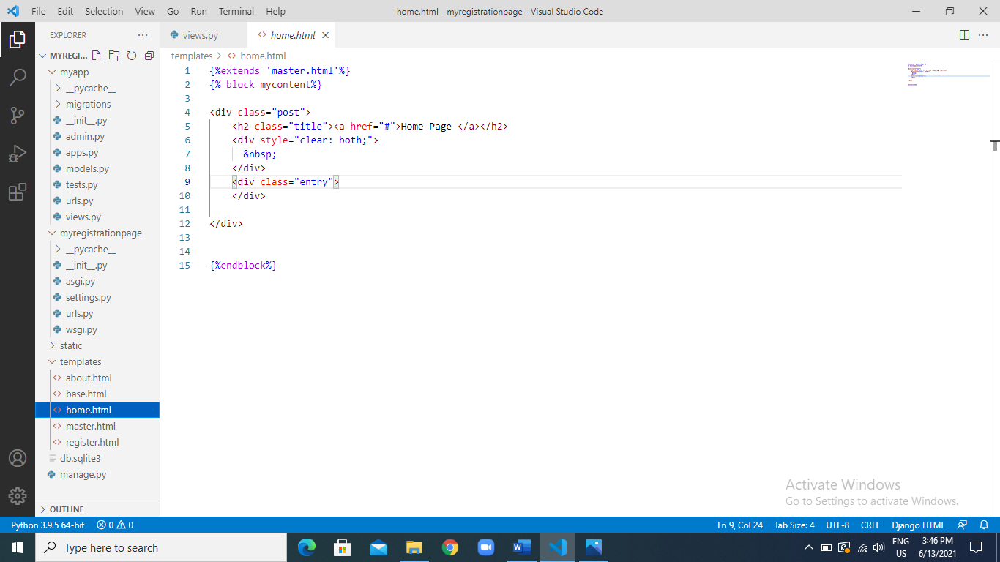 File Edit Selection View Go Run Terminal Help
home.html - myregistrationpage - Visual Studio Code
EXPLORER
MYREGI...
myapp
__pycache__
migrations
__init__.py
admin.py
apps.py
models.py
tests.py
urls.py
views.py
myregistrationpage
__pycache__
__init__.py
asgi.py
settings.py
urls.py
wsgi.py
static
templates
about.html
base.html
home.html
master.html
register.html
db.sqlite3
manage.py
OUTLINE
views.py
home.html
templates > home.html
1 {%extends 'master.html'%}
2 {% block mycontent%}
3
4 <div class="post">
5 <h2 class="title"><a href="#">Home Page </a></h2>
6 <div style="clear: both;">
7 &nbsp;
8 </div>
9 <div class="entry">
10 </div>
11
12 </div>
13
14
15 {%endblock%}
Activate Windows
Go to Settings to activate Windows.
Python 3.9.5 64-bit 0 0
Ln 9, Col 24 Tab Size: 4 UTF-8 CRLF Django HTML
Type here to search
ENG
US
3:46 PM
6/13/2021